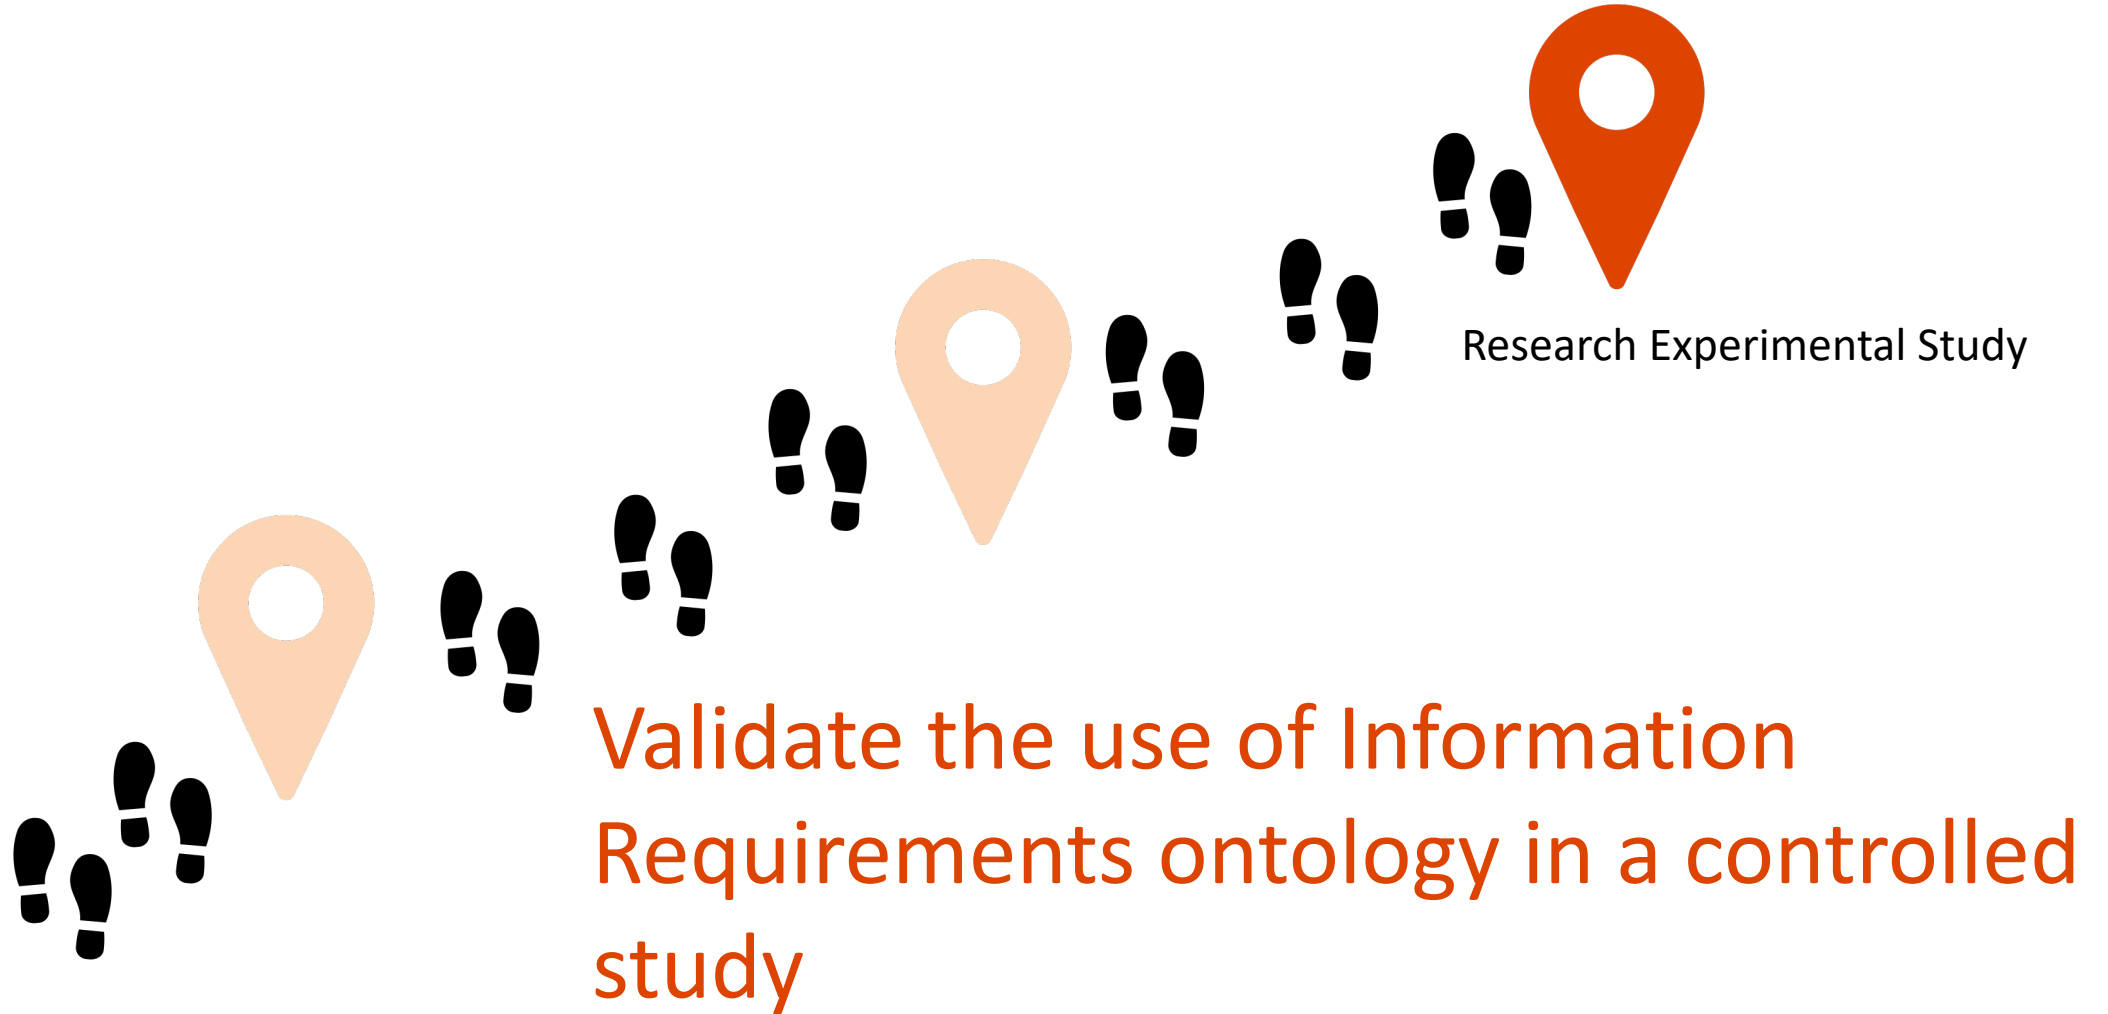 Research Experimental Study
Validate the use of Information
Requirements ontology in a controlled
study